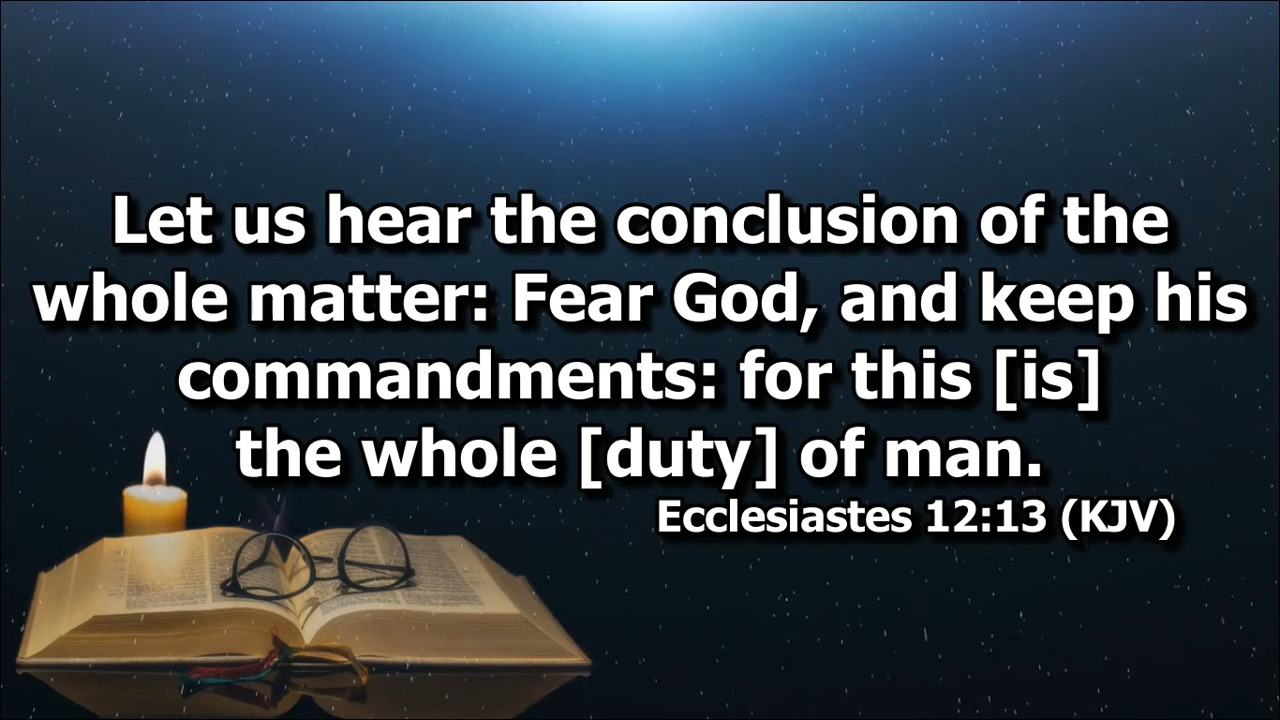 Let us hear the conclusion of the
whole matter: Fear God, and keep his
commandments: for this [is]
the whole [duty] of man.
Ecclesiastes 12:13 (KJV)